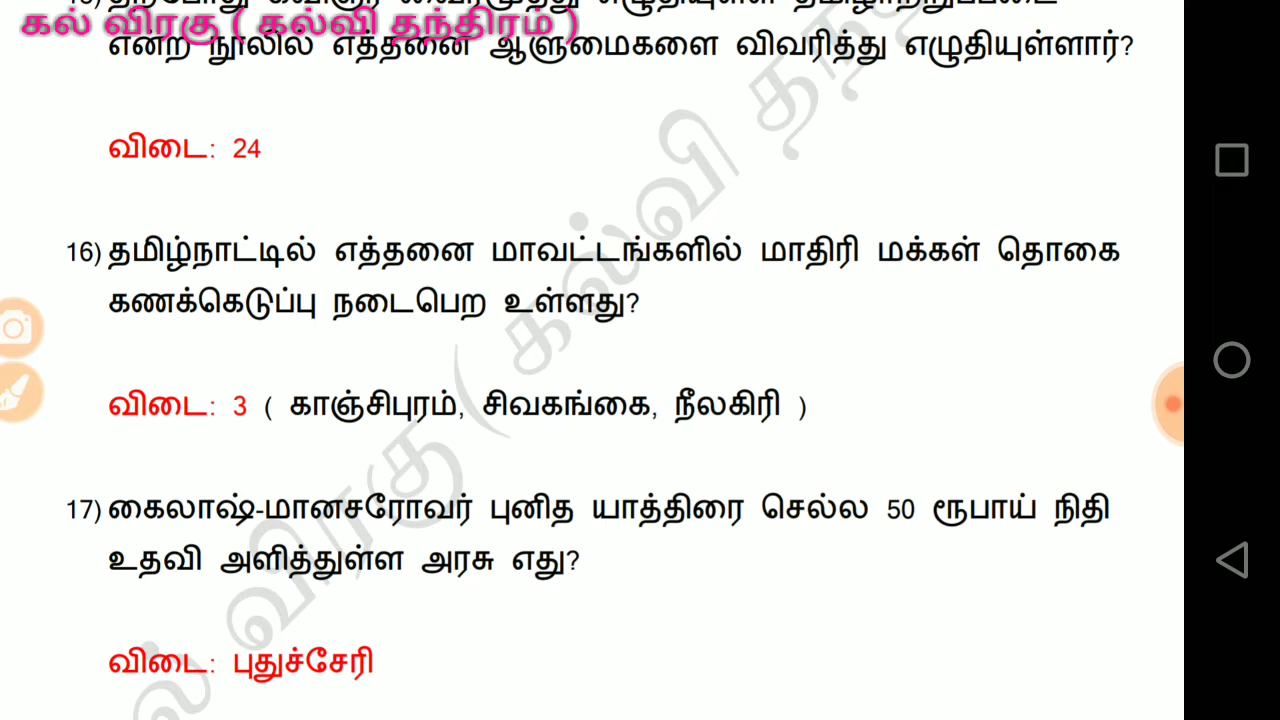 கல் விரகு ( கல்வி தந்திரம் )
என்ற நூலில் எத்தனை ஆளுமைகளை விவரித்து எழுதியுள்ளார்?
விடை: 24
16) தமிழ்நாட்டில் எத்தனை மாவட்டங்களில் மாதிரி மக்கள் தொகை
கணக்கெடுப்பு நடைபெற உள்ளது?
விடை: 3 ( காஞ்சிபுரம், சிவகங்கை, நீலகிரி )
17) கைலாஷ்-மானசரோவர் புனித யாத்திரை செல்ல 50 ரூபாய் நிதி
உதவி அளித்துள்ள அரசு எது?
விடை: புதுச்சேரி